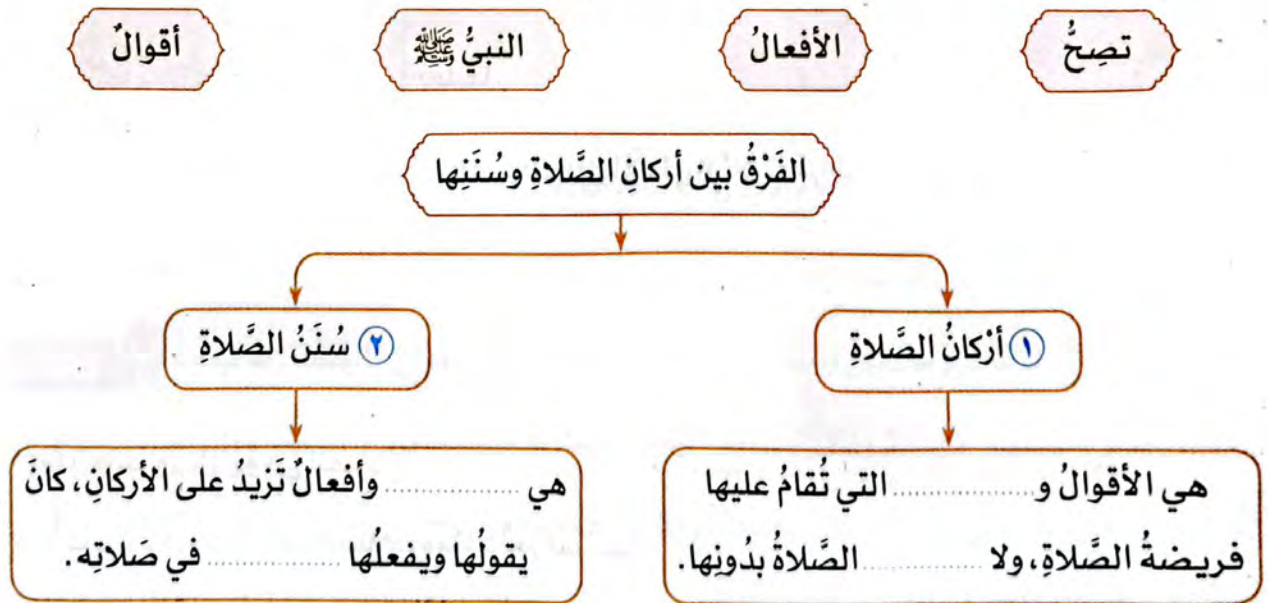 تصِحُّ
الأفعالُ
النبيُّ ﷺ
أقوالٌ
الفَرْقُ بين أركانِ الصَّلاةِ وسُنَنِها
١ أرْكانُ الصَّلاةِ
٢ سُنَنُ الصَّلاةِ
هي الأقوالُ و.................... التي تُقامُ عليها
فريضةُ الصَّلاةِ، ولا .................... الصَّلاةُ بدُونِها.
هي .................... وأفْعالٌ تَزيدُ على الأركانِ، كانَ
يقولُها ويفعلُها .................... في صَلاتِه.